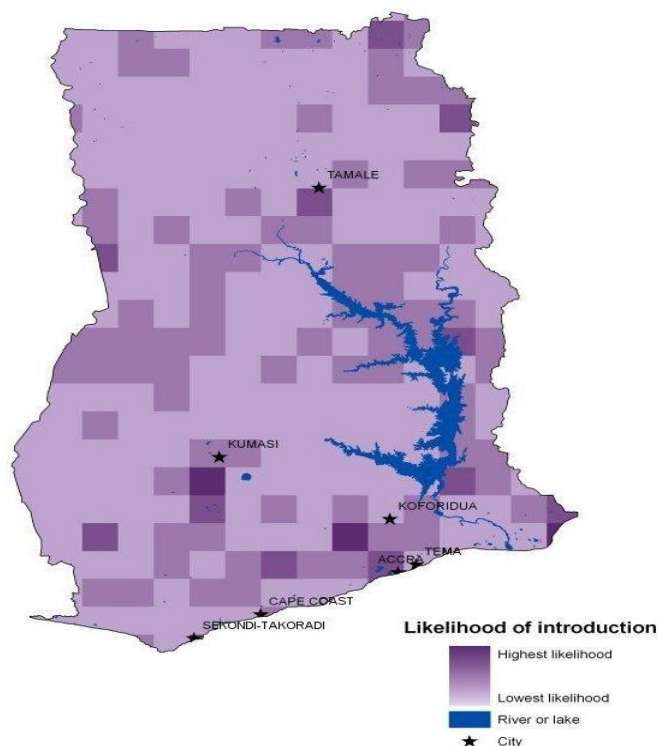 TAMALE
KUMASI
KOFORIDUA
TEMA
ACCRA
CAPE COAST
SEKONDI-TAKORADI
Likelihood of introduction
Highest likelihood
Lowest likelihood
River or lake
City